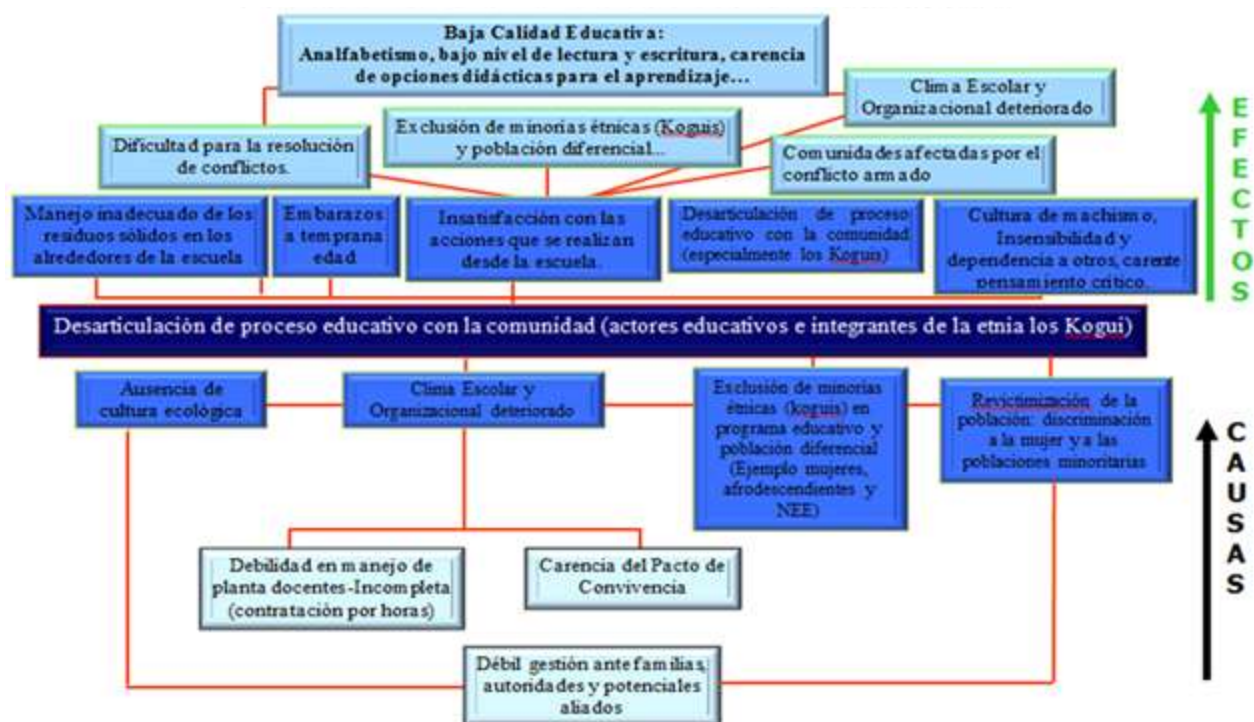 Baja Calidad Educativa:
Analfabetismo, bajo nivel de lectura y escritura, carencia
de opciones didácticas para el aprendizaje...
Clima Escolar y
Organizacional deteriorado
Exclusión de minorías étnicas (Koguis)
y población diferencial...
Dificultad para la resolución
de conflictos.
Comunidades afectadas por el
conflicto armado
Manejo inadecuado de los
residuos sólidos en los
alrededores de la escuela
Embarazos
a temprana
edad
Insatisfacción con las
acciones que se realizan
desde la escuela.
Desarticulación de proceso
educativo con la comunidad
(especialmente los Koguis)
Cultura de machismo,
Insensibilidad y
dependencia a otros, carente
pensamiento crítico.
EFECTOS
Desarticulación de proceso educativo con la comunidad (actores educativos e integrantes de la etnia los Kogui)
Ausencia de
cultura ecológica
Clima Escolar y
Organizacional deteriorado
Exclusión de minorías
étnicas (koguis) en
programa educativo y
población diferencial
(Ejemplo mujeres,
afrodescendientes y
NEE)
Revictimización de la
población: discriminación
a la mujer y a las
poblaciones minoritarias
CAUSAS
Debilidad en manejo de
planta docentes-Incompleta
(contratación por horas)
Carencia del Pacto de
Convivencia
Débil gestión ante familias,
autoridades y potenciales
aliados